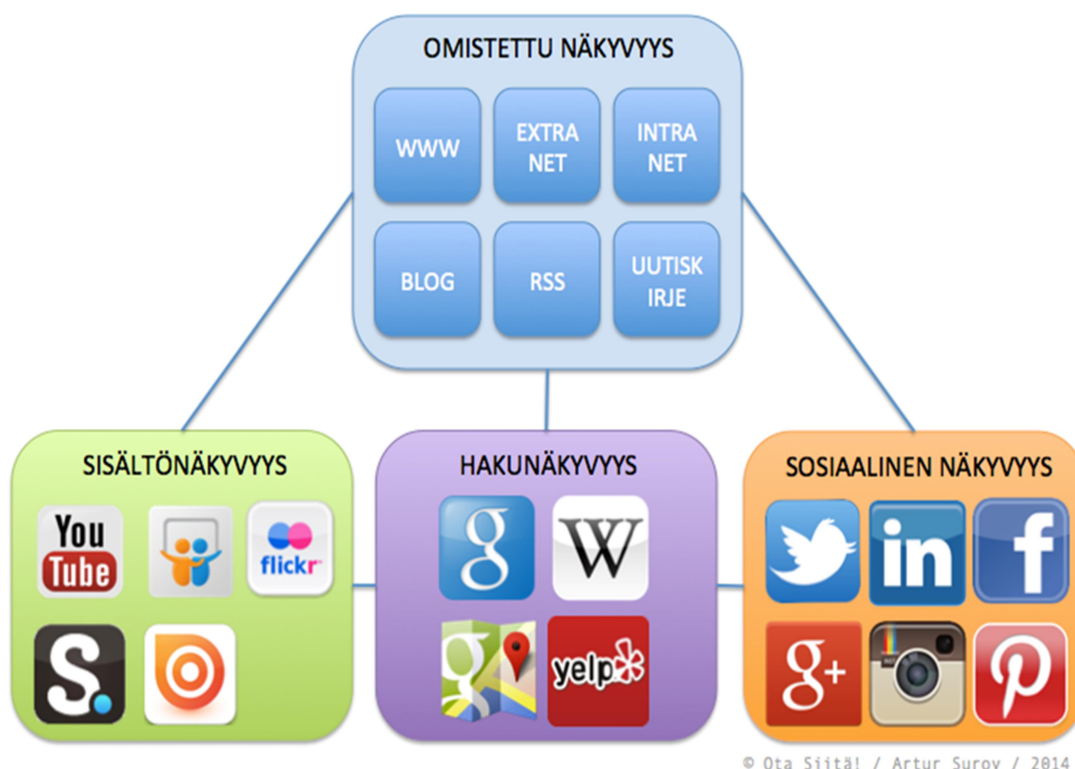 OMISTETTU NÄKYVYYS
WWW
EXTRA
NET
INTRA
NET
BLOG
RSS
UUTISK
IRJE
SISÄLTÖNÄKYVYYS
You
Tube
flickr
S.
HAKUNÄKYVYYS
g
W
g
yelp
SOSIAALINEN NÄKYVYYS
in
f
g+
P
© Ota Siitä! / Artur Surov / 2014